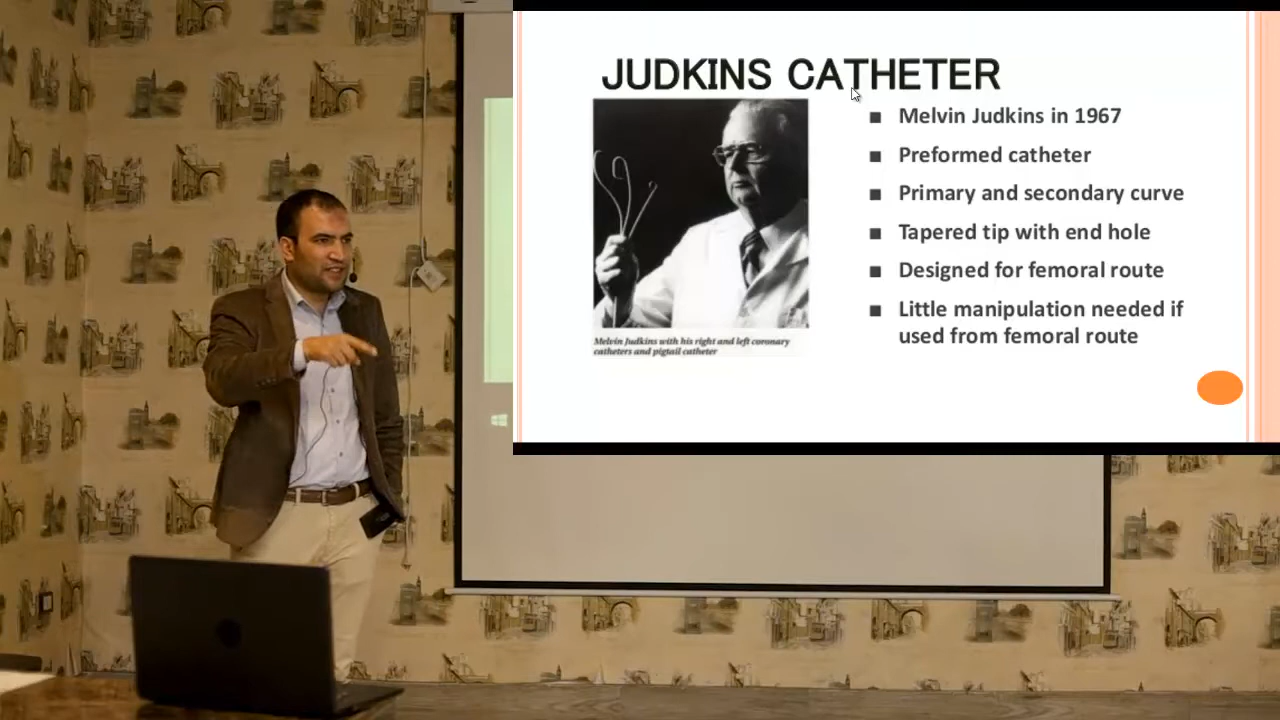 JUDKINS CATHETER
Melvin Judkins with his right and left coronary
catheters and pigtail catheter
■ Melvin Judkins in 1967
■ Preformed catheter
■ Primary and secondary curve
■ Tapered tip with end hole
■ Designed for femoral route
■ Little manipulation needed if
used from femoral route